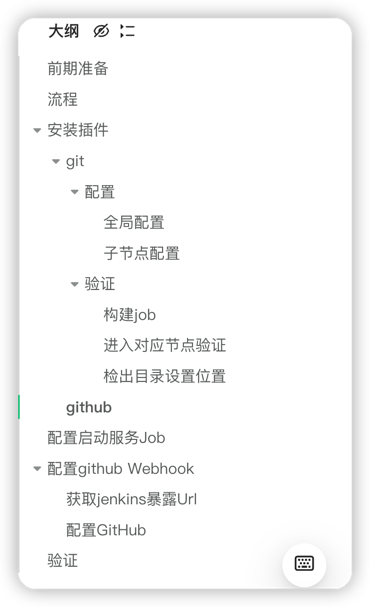 大纲
前期准备
流程
安装插件
git
配置
全局配置
子节点配置
验证
构建job
进入对应节点验证
检出目录设置位置
github
配置启动服务Job
配置github Webhook
获取jenkins暴露Url
配置GitHub
验证